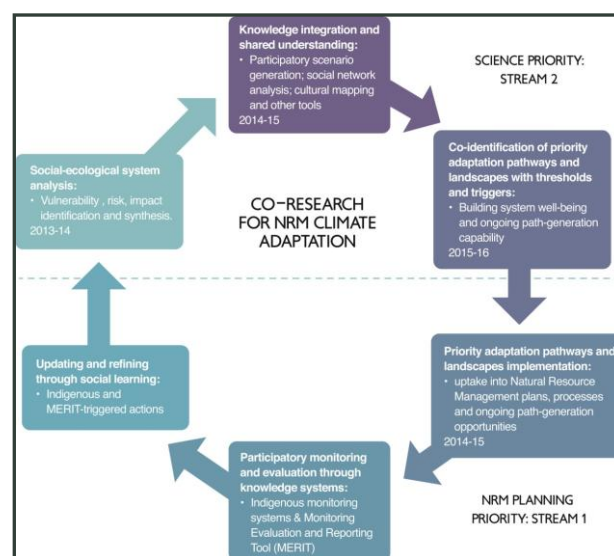 Knowledge integration and
shared understanding:
• Participatory scenario
generation; social network
analysis; cultural mapping
and other tools
2014-15
SCIENCE PRIORITY:
STREAM 2
Co-identification of priority
adaptation pathways and
landscapes with thresholds
and triggers:
• Building system well-being
and ongoing path-generation
capability
2015-16
Priority adaptation pathways and
landscapes implementation:
• uptake into Natural Resource
Management plans, processes
and ongoing path-generation
opportunities
2014-15
NRM PLANNING
PRIORITY: STREAM 1
Participatory monitoring
and evaluation through
knowledge systems:
• Indigenous monitoring
systems & Monitoring
Evaluation and Reporting
Tool (MERIT)
Updating and refining
through social learning:
• Indigenous and
MERIT-triggered actions
Social-ecological system
analysis:
• Vulnerability , risk, impact
identification and synthesis.
2013-14
CO-RESEARCH
FOR NRM CLIMATE
ADAPTATION